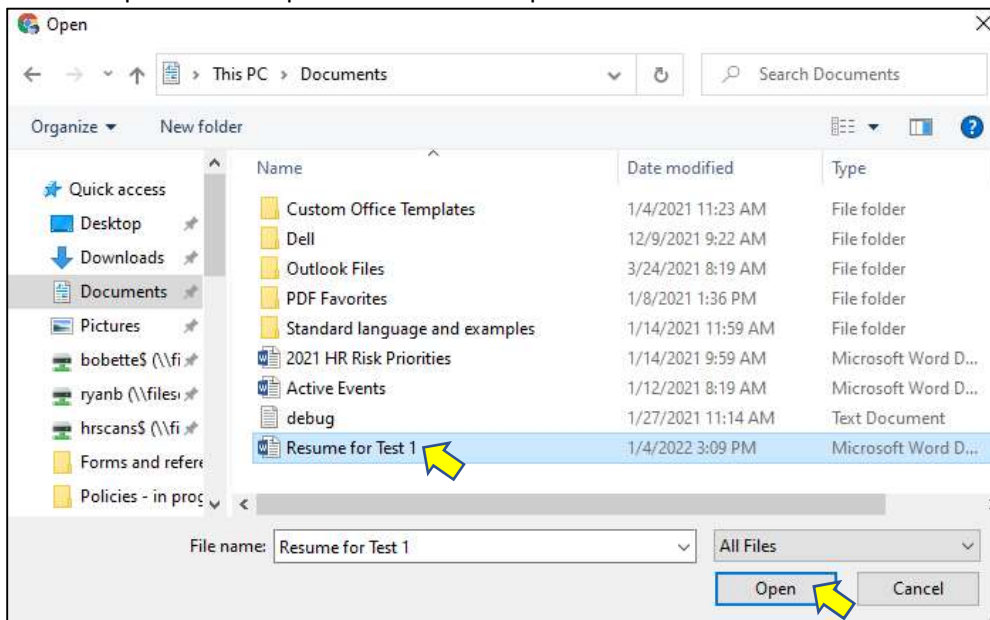 Open
This PC > Documents
Search Documents
Organize
New folder
Name
Date modified
Type
Quick access
Desktop
Downloads
Documents
Pictures
bobette$ (\\fi
ryanb (\\files
hrscans$ (\\fi
Forms and refere
Policies - in prog
Custom Office Templates 1/4/2021 11:23 AM File folder
Dell 12/9/2021 9:22 AM File folder
Outlook Files 3/24/2021 8:19 AM File folder
PDF Favorites 1/8/2021 1:36 PM File folder
Standard language and examples 1/14/2021 11:59 AM File folder
2021 HR Risk Priorities 1/14/2021 9:59 AM Microsoft Word D...
Active Events 1/12/2021 8:19 AM Microsoft Word D...
debug 1/27/2021 11:14 AM Text Document
Resume for Test 1 1/4/2022 3:09 PM Microsoft Word D...
File name: Resume for Test 1
All Files
Open
Cancel